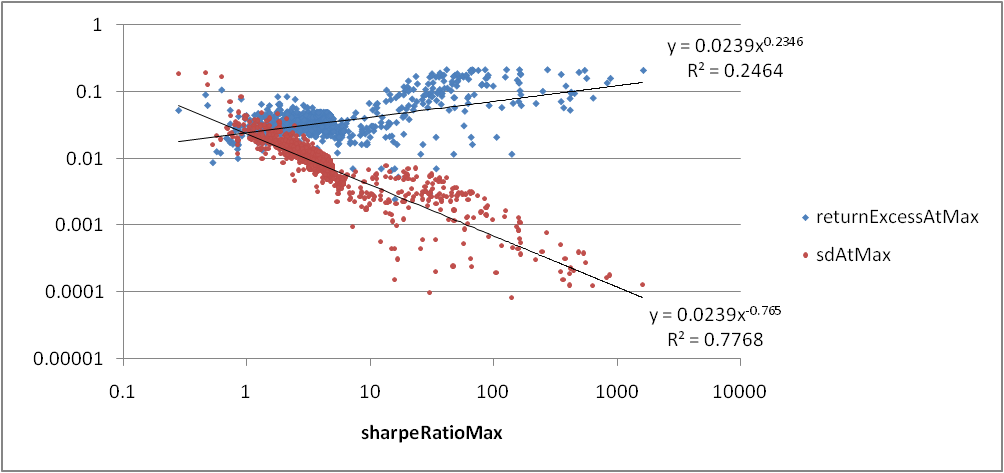 1
0.1
0.01
0.001
0.0001
0.00001
0.1
1
10
100
1000
10000
sharpeRatioMax
y = 0.0239x^0.2346
R² = 0.2464
y = 0.0239x^-0.765
R² = 0.7768
returnExcessAtMax
sdAtMax